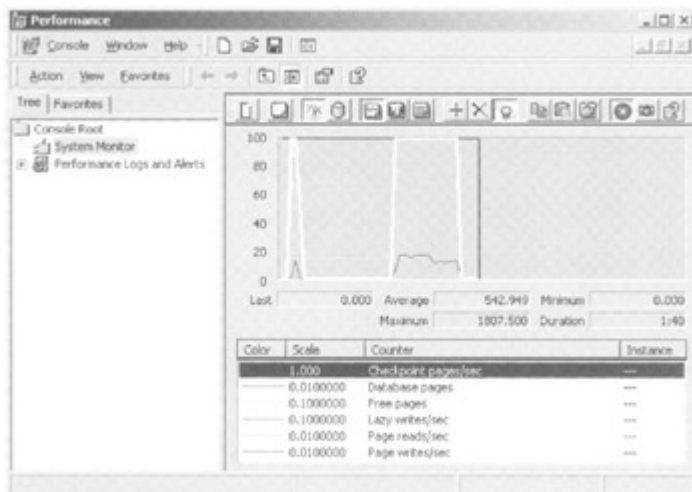 Performance
Console Window Help
Action View Favorites
Tree Favorites
Console Root
System Monitor
Performance Logs and Alerts
100
80
60
40
20
0
Last 0.000 Average 542.949 Minimum 0.000
Maximum 1807.500 Duration 1:40
Color Scale Counter Instance
1.000 Checkpoint pages/sec ---
0.0100000 Database pages ---
0.1000000 Free pages ---
0.1000000 Lazy writes/sec ---
0.0100000 Page reads/sec ---
0.0100000 Page writes/sec ---